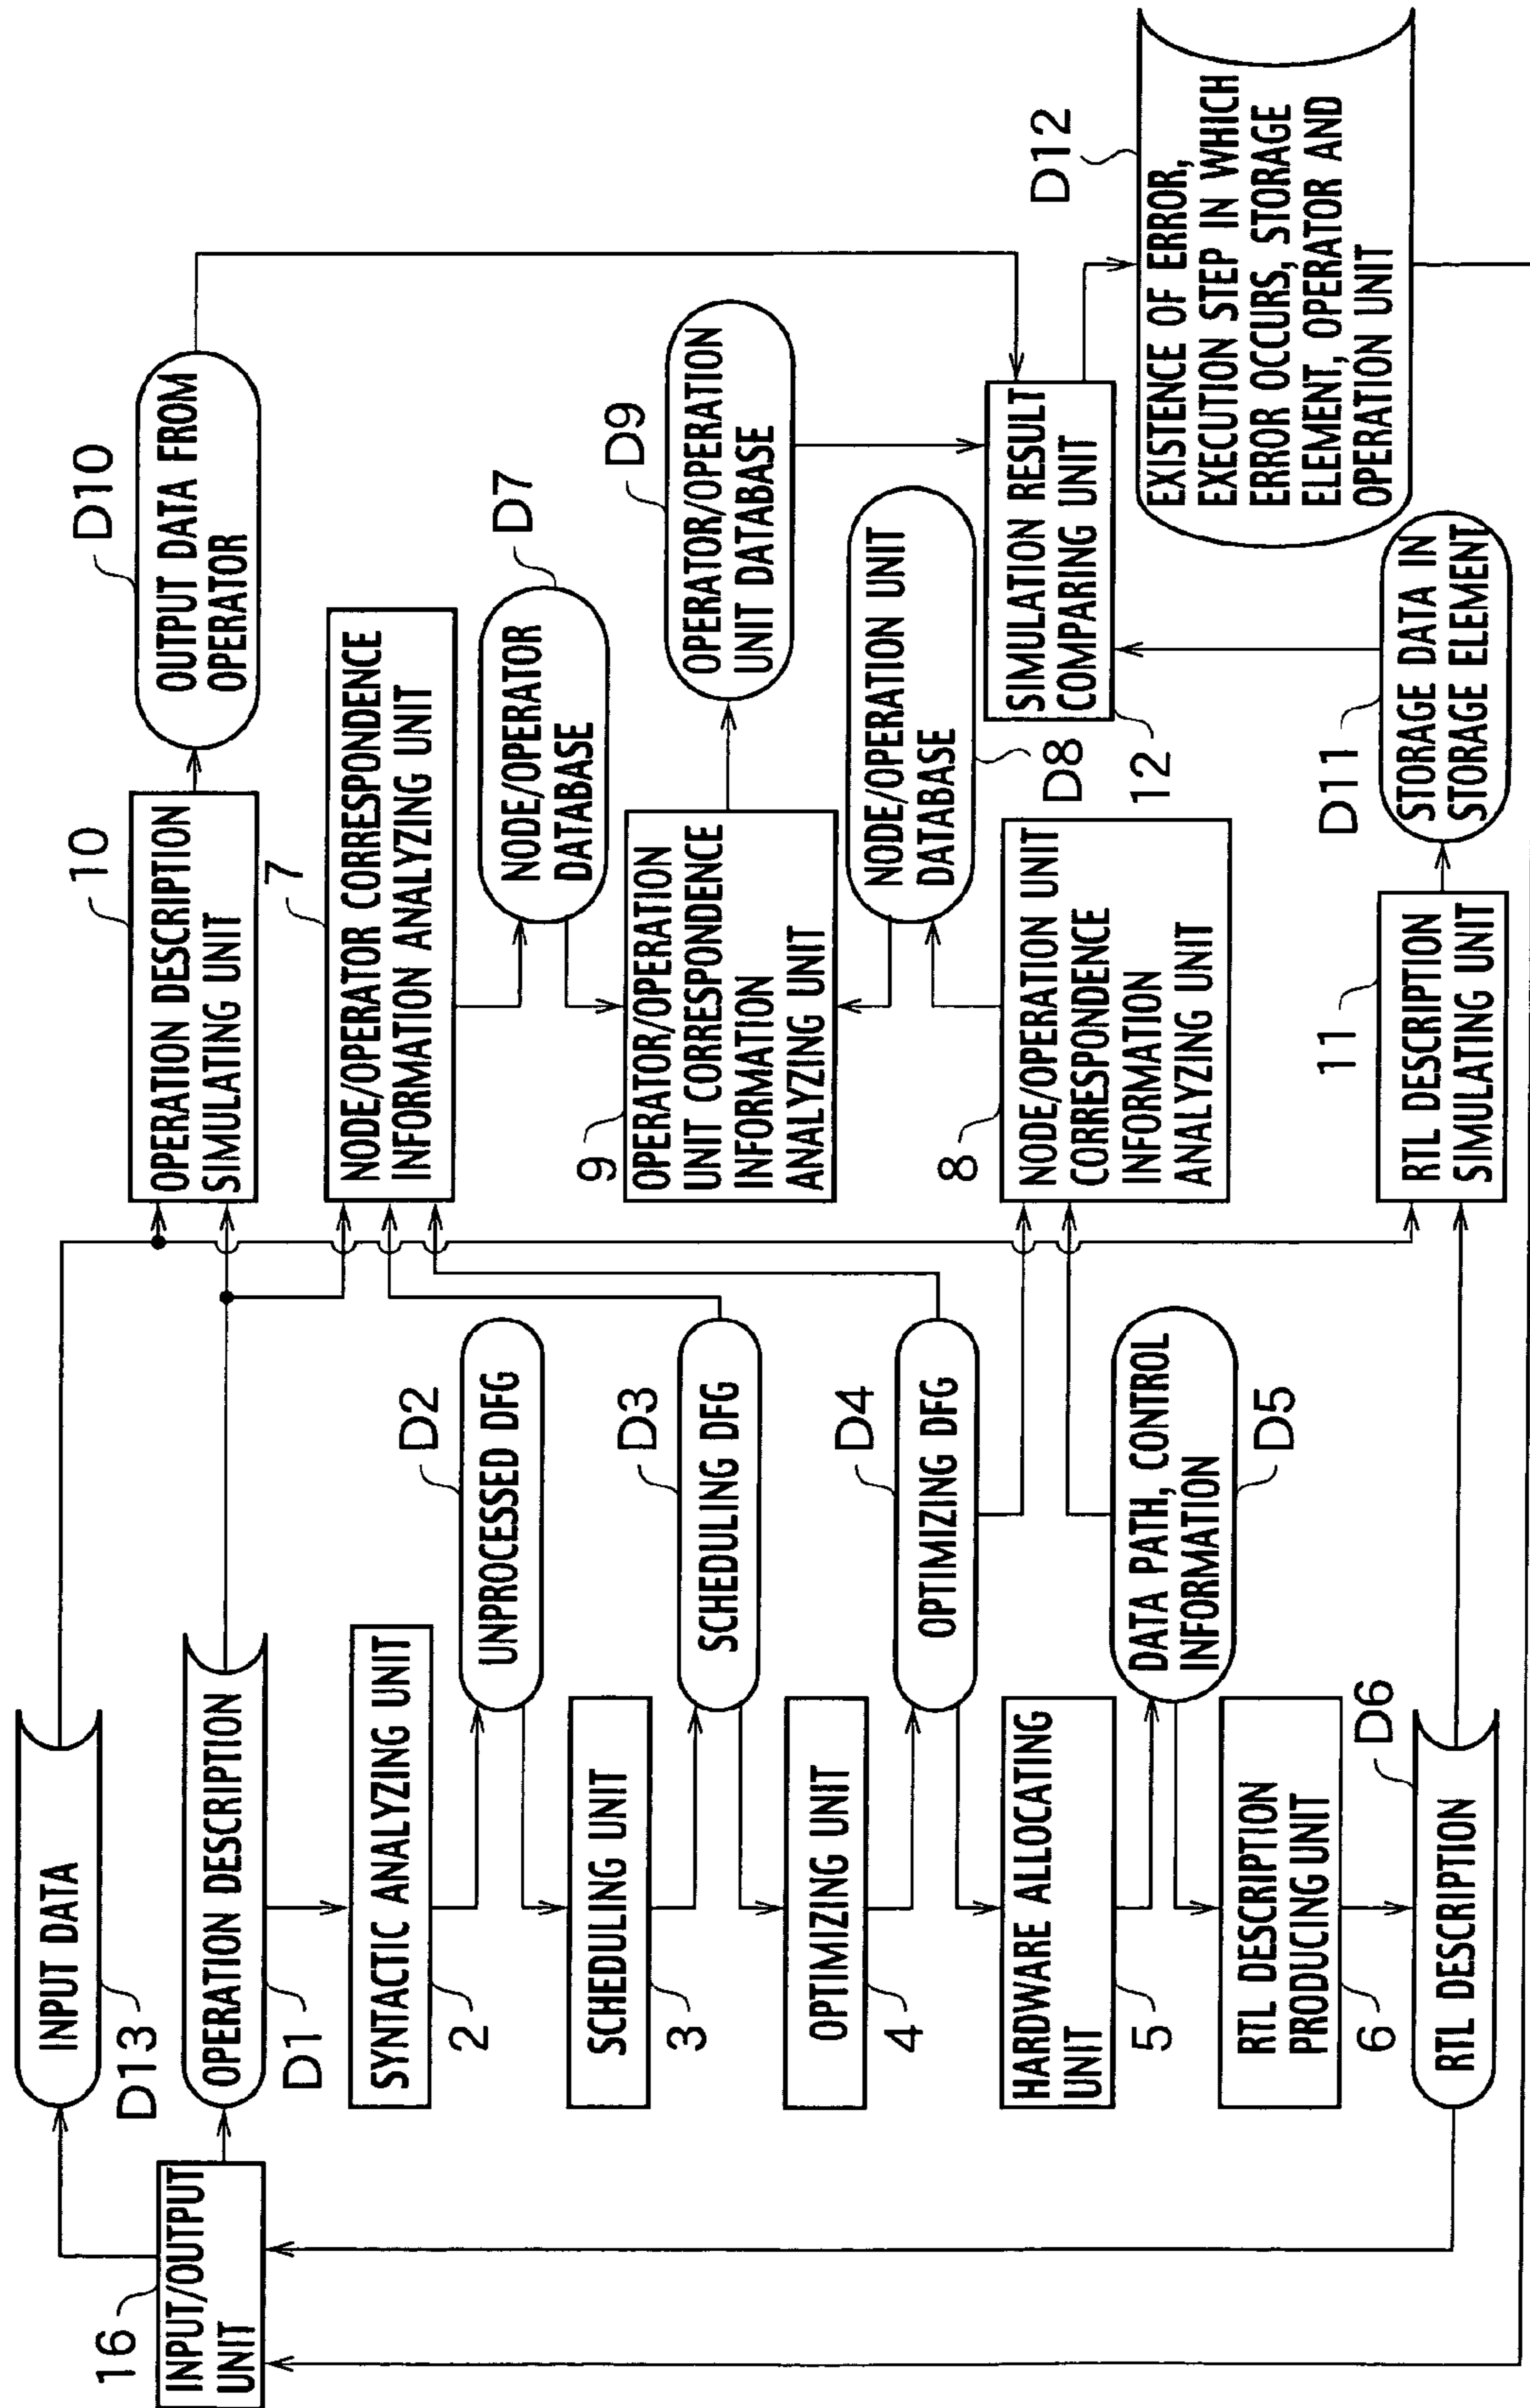 16
INPUT/OUTPUT
UNIT
INPUT DATA
D13
OPERATION DESCRIPTION
D1
SYNTACTIC ANALYZING UNIT
2
D2
UNPROCESSED DFG
SCHEDULING UNIT
3
D3
SCHEDULING DFG
OPTIMIZING UNIT
4
D4
OPTIMIZING DFG
HARDWARE ALLOCATING
UNIT
5
DATA PATH, CONTROL
INFORMATION
D5
RTL DESCRIPTION
PRODUCING UNIT
6
D6
RTL DESCRIPTION
10
OPERATION DESCRIPTION
SIMULATING UNIT
D10
OUTPUT DATA FROM
OPERATOR
7
NODE/OPERATOR CORRESPONDENCE
INFORMATION ANALYZING UNIT
D7
NODE/OPERATOR
DATABASE
9
OPERATOR/OPERATION
UNIT CORRESPONDENCE
INFORMATION
ANALYZING UNIT
D9
OPERATOR/OPERATION
UNIT DATABASE
NODE/OPERATION UNIT
DATABASE
D8
8
NODE/OPERATION UNIT
CORRESPONDENCE
INFORMATION
ANALYZING UNIT
SIMULATION RESULT
COMPARING UNIT
12
11
RTL DESCRIPTION
SIMULATING UNIT
D11
STORAGE DATA IN
STORAGE ELEMENT
D12
EXISTENCE OF ERROR,
EXECUTION STEP IN WHICH
ERROR OCCURS, STORAGE
ELEMENT, OPERATOR AND
OPERATION UNIT